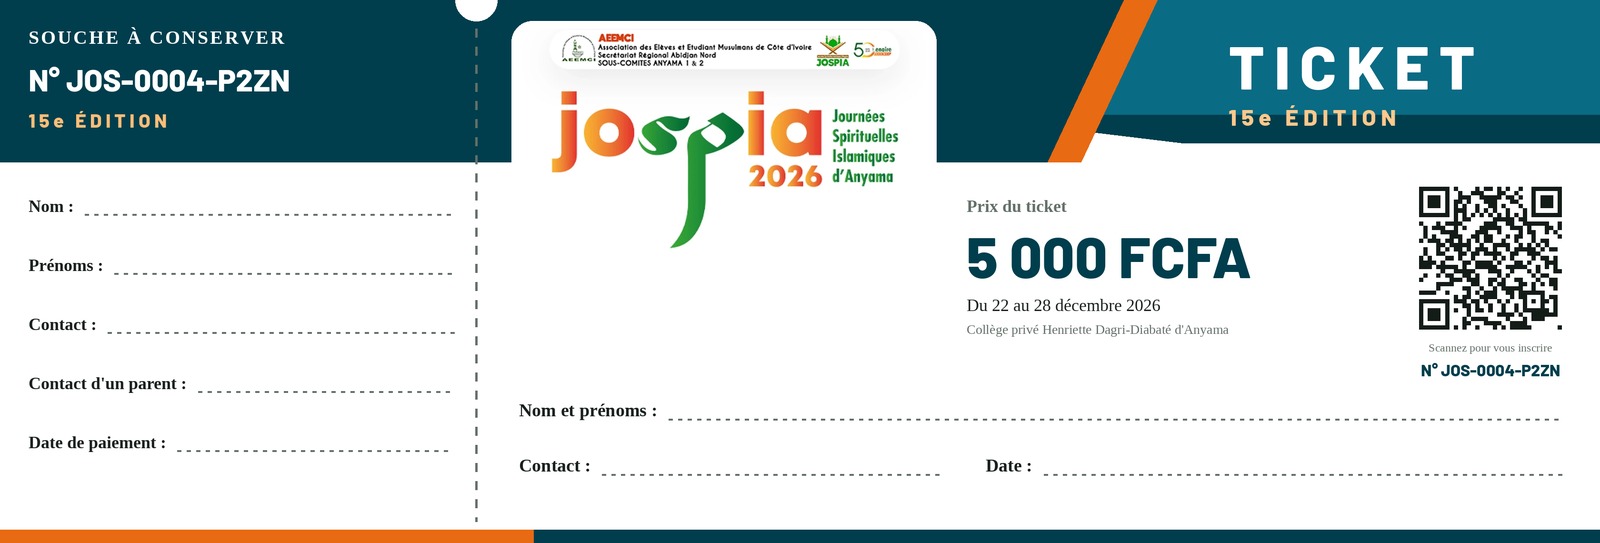 SOUCHE À CONSERVER
N° JOS-0004-P2ZN
15e ÉDITION
Nom :
Prénoms :
Contact :
Contact d'un parent :
Date de paiement :
AEEMCI
AEEMCI
Association des Elèves et Etudiant Musulmans de Côte d'Ivoire
Secrétariat Régional Abidjan Nord
SOUS-COMITES ANYAMA 1 & 2
JOSPIA
jospia
2026
Journées
Spirituelles
Islamiques
d'Anyama
TICKET
15e ÉDITION
Prix du ticket
5 000 FCFA
Du 22 au 28 décembre 2026
Collège privé Henriette Dagri-Diabaté d'Anyama
Scannez pour vous inscrire
N° JOS-0004-P2ZN
Nom et prénoms :
Contact :
Date :